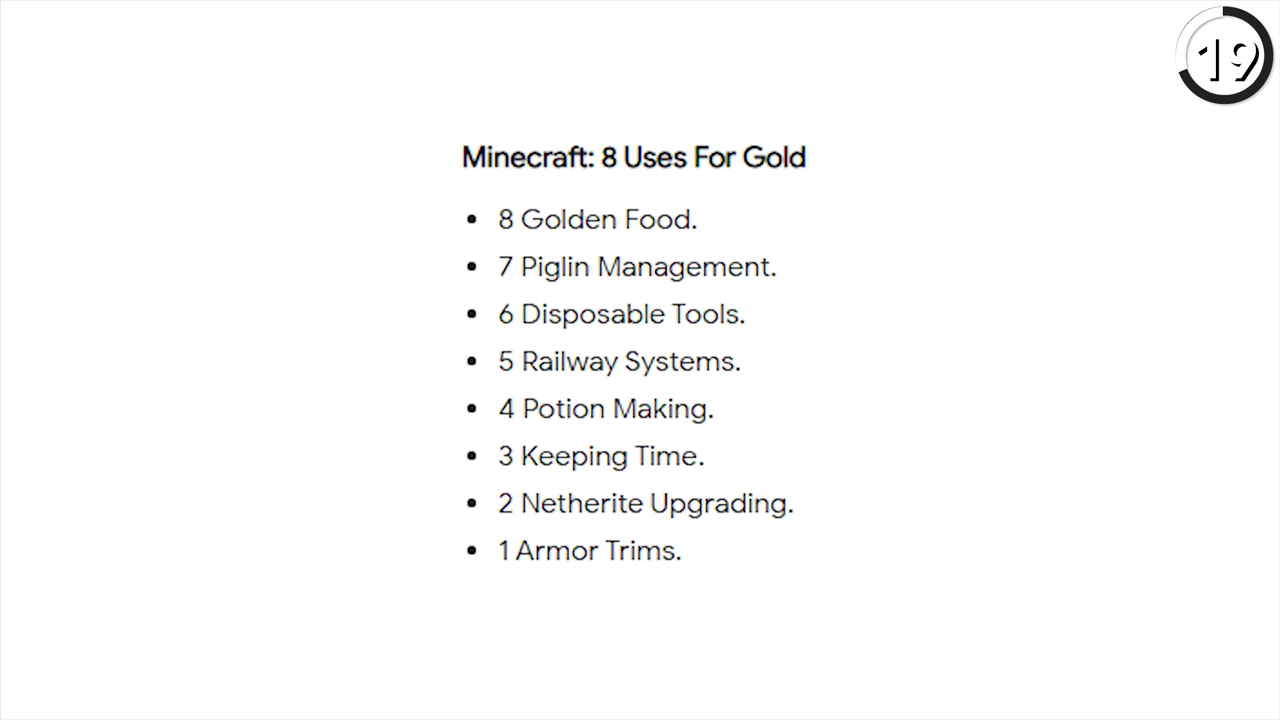 19
Minecraft: 8 Uses For Gold
• 8 Golden Food.
• 7 Piglin Management.
• 6 Disposable Tools.
• 5 Railway Systems.
• 4 Potion Making.
• 3 Keeping Time.
• 2 Netherite Upgrading.
• 1 Armor Trims.